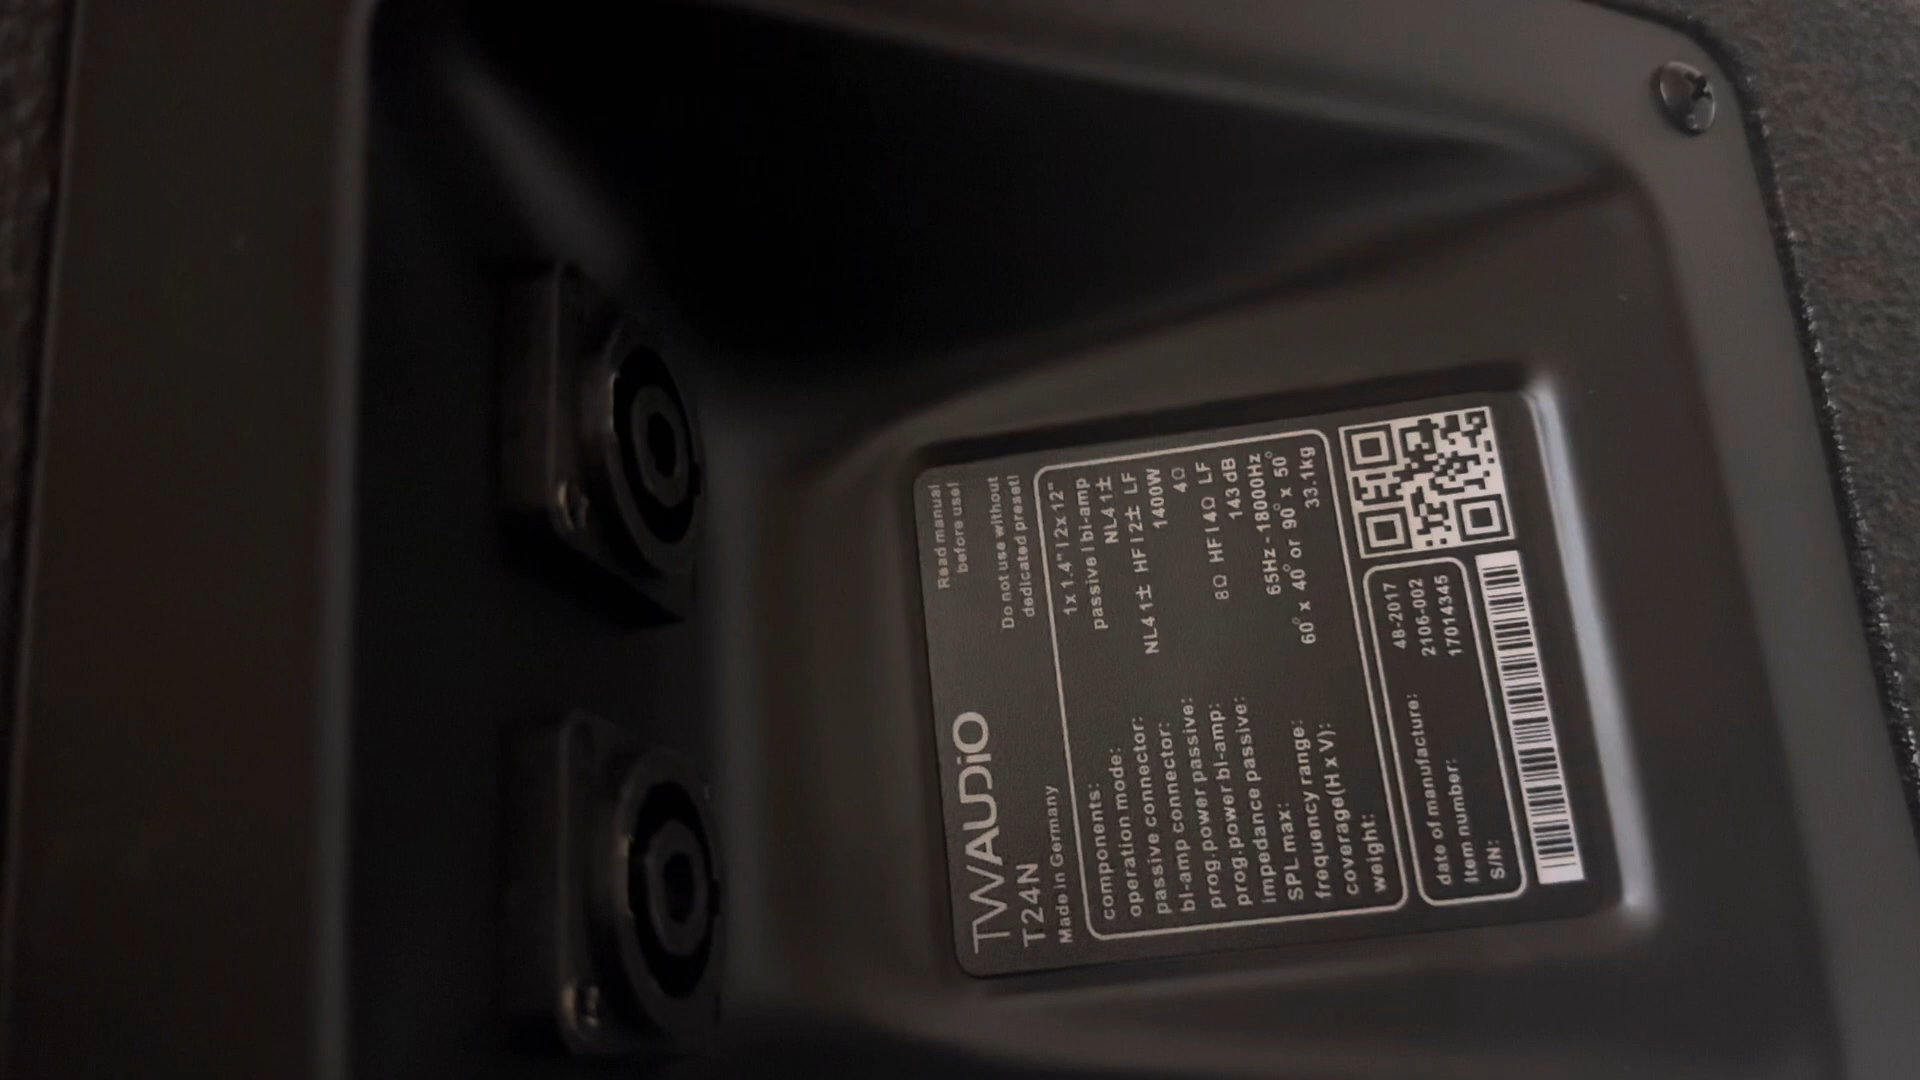 TWAUDiO
T24N
Made in Germany
Read manual
before use!
Do not use without
dedicated preset!
components: 1x 1.4" I 2x 12"
operation mode: passive I bi-amp
passive connector: NL4 1±
bi-amp connector: NL4 1± HF I 2± LF
prog.power passive: 1400W
prog.power bi-amp: 4Ω
impedance passive: 8Ω HF I 4Ω LF
SPL max: 143 dB
frequency range: 65Hz - 18000Hz
coverage(H x V): 60° x 40° or 90° x 50°
weight: 33.1kg
date of manufacture: 48-2017
Item number: 2106-002
S/N: 17014345